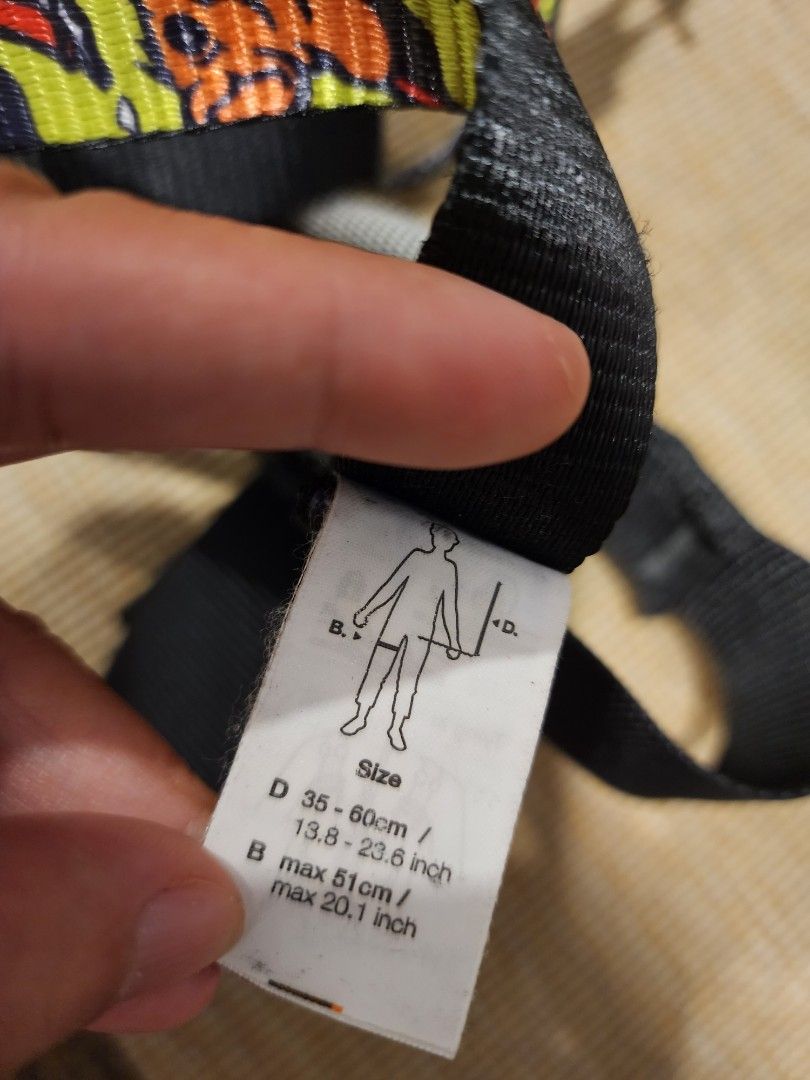 B.
D.
Size
D 35 - 60cm /
13.8 - 23.6 inch
B max 51cm /
max 20.1 inch